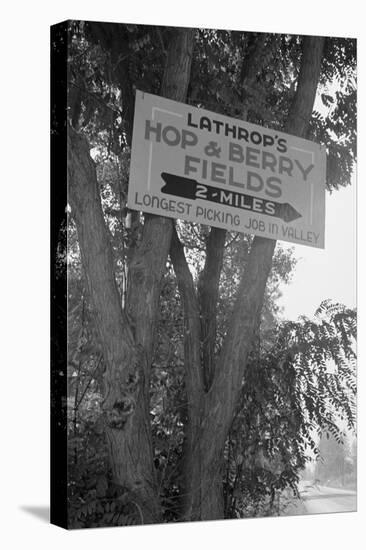 LATHROP'S
HOP & BERRY
FIELDS
2-MILES
LONGEST PICKING JOB IN VALLEY